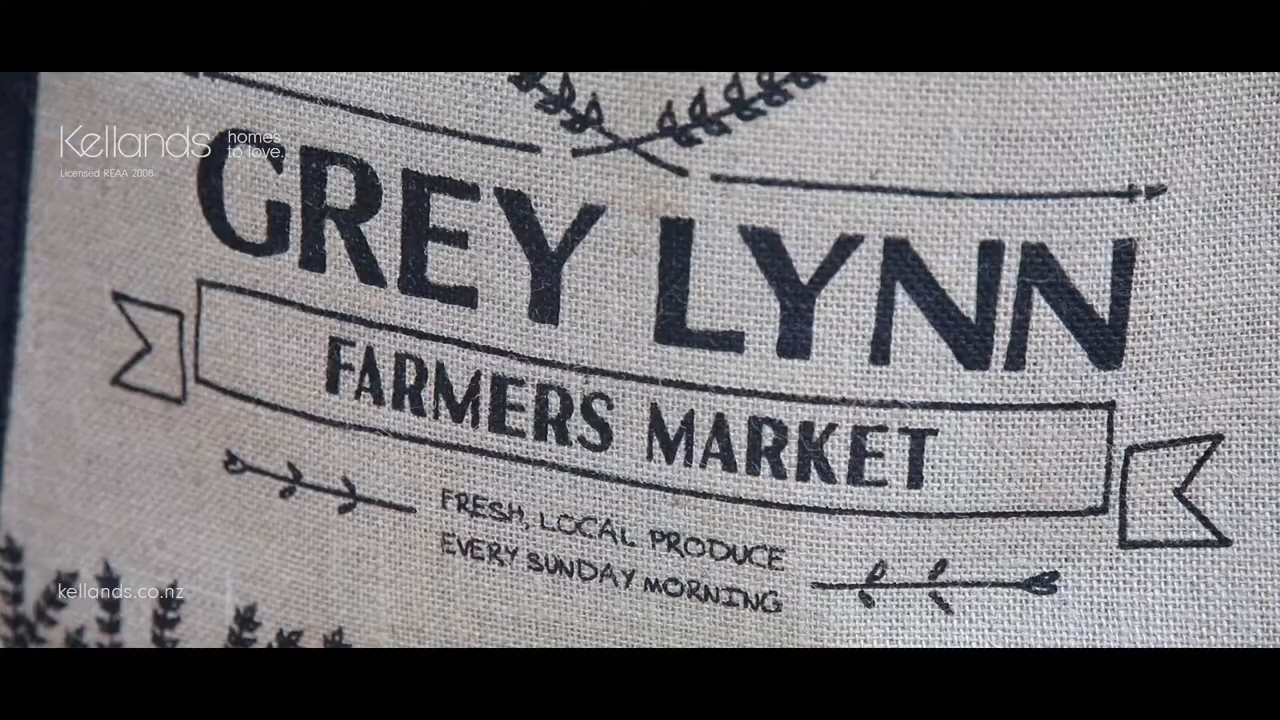 Kellands homes
to love.
Licensed REAA 2008
GREY LYNN
FARMERS MARKET
FRESH, LOCAL PRODUCE
EVERY SUNDAY MORNING
kellands.co.nz